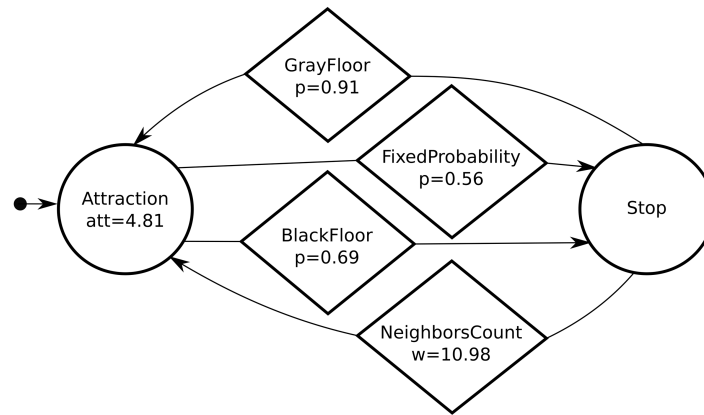 GrayFloor
p=0.91
FixedProbability
p=0.56
Attraction
att=4.81
Stop
BlackFloor
p=0.69
NeighborsCount
w=10.98